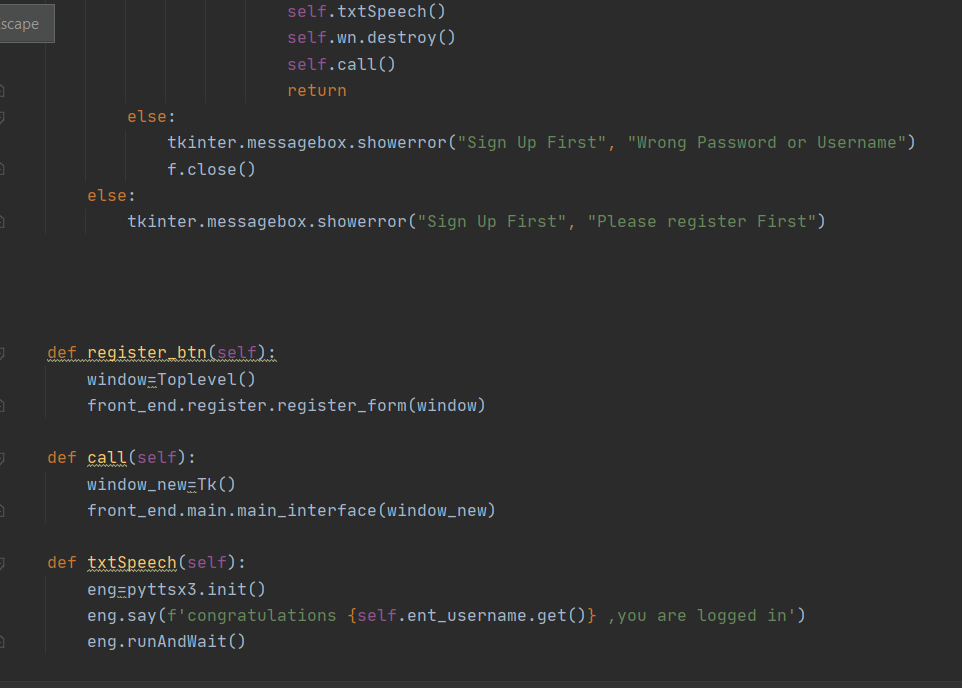 self.txtSpeech()
scape
self.wn.destroy()
self.call()
return
else:
tkinter.messagebox.showerror("Sign Up First", "Wrong Password or Username")
f.close()
else:
tkinter.messagebox.showerror("Sign Up First", "Please register First")
def register_btn(self):
window=Toplevel()
front_end.register.register_form(window)
def call(self):
window_new=Tk()
front_end.main.main_interface(window_new)
def txtSpeech(self):
eng=pyttsx3.init()
eng.say(f'congratulations {self.ent_username.get()} ,you are logged in')
eng.runAndWait()